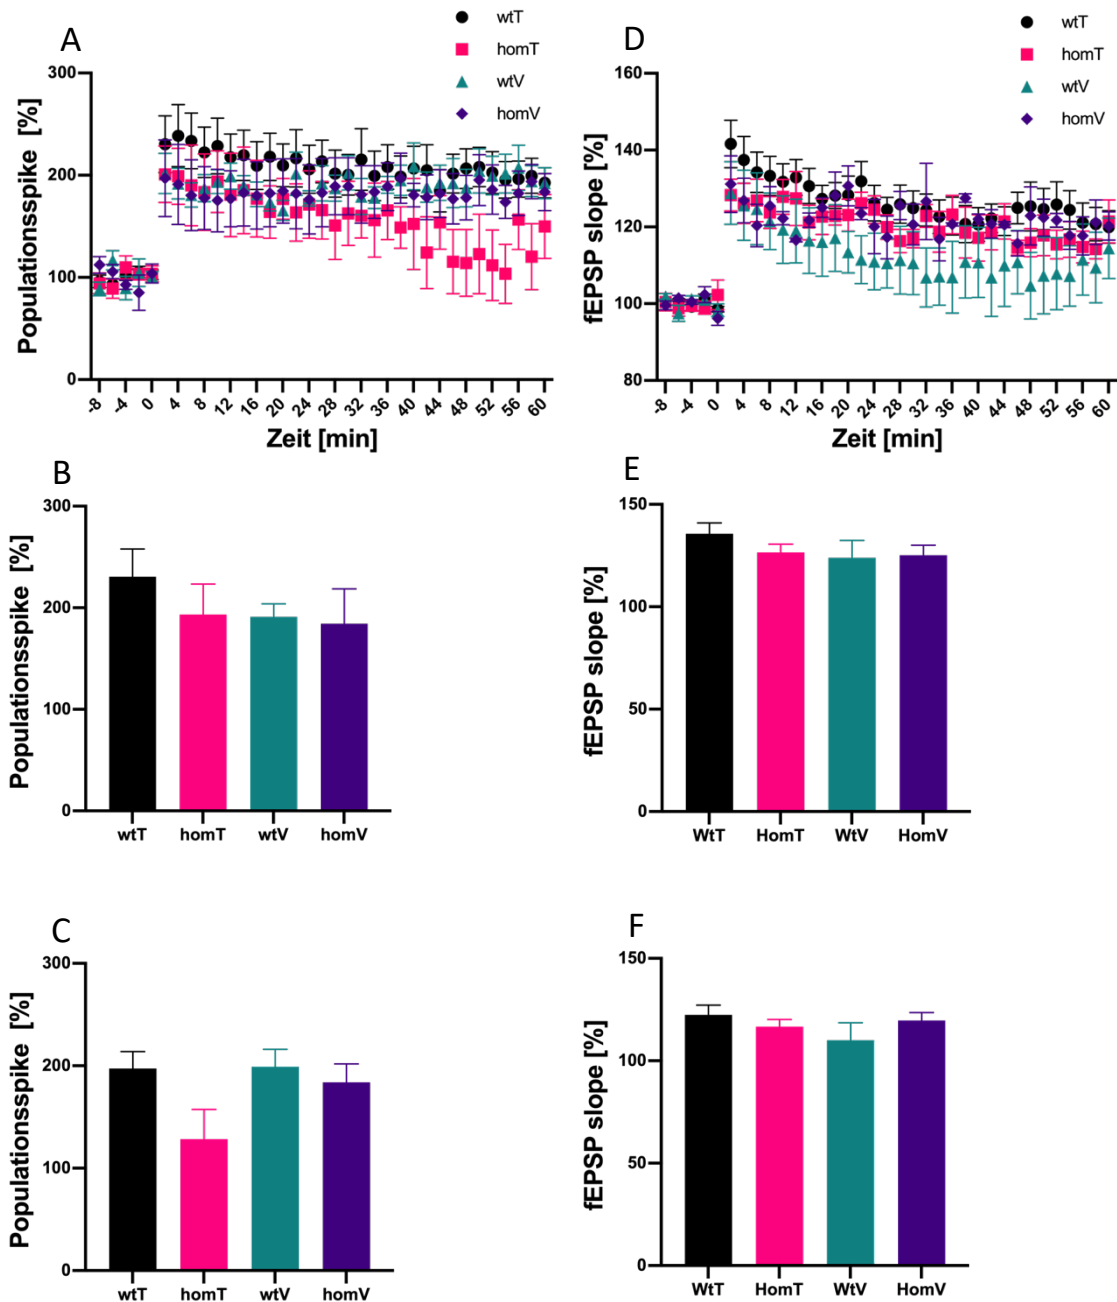 A
wtT
homT
wtV
homV
Populationsspike [%]
300
200
100
0
-8 -4 0 4 8 12 16 20 24 28 32 36 40 44 48 52 56 60
Zeit [min]
D
wtT
homT
wtV
homV
fEPSP slope [%]
160
140
120
100
80
-8 -4 0 4 8 12 16 20 24 28 32 36 40 44 48 52 56 60
Zeit [min]
B
Populationsspike [%]
300
200
100
0
wtT homT wtV homV
E
fEPSP slope [%]
150
100
50
0
WtT HomT WtV HomV
C
Populationsspike [%]
300
200
100
0
wtT homT wtV homV
F
fEPSP slope [%]
150
100
50
0
WtT HomT WtV HomV